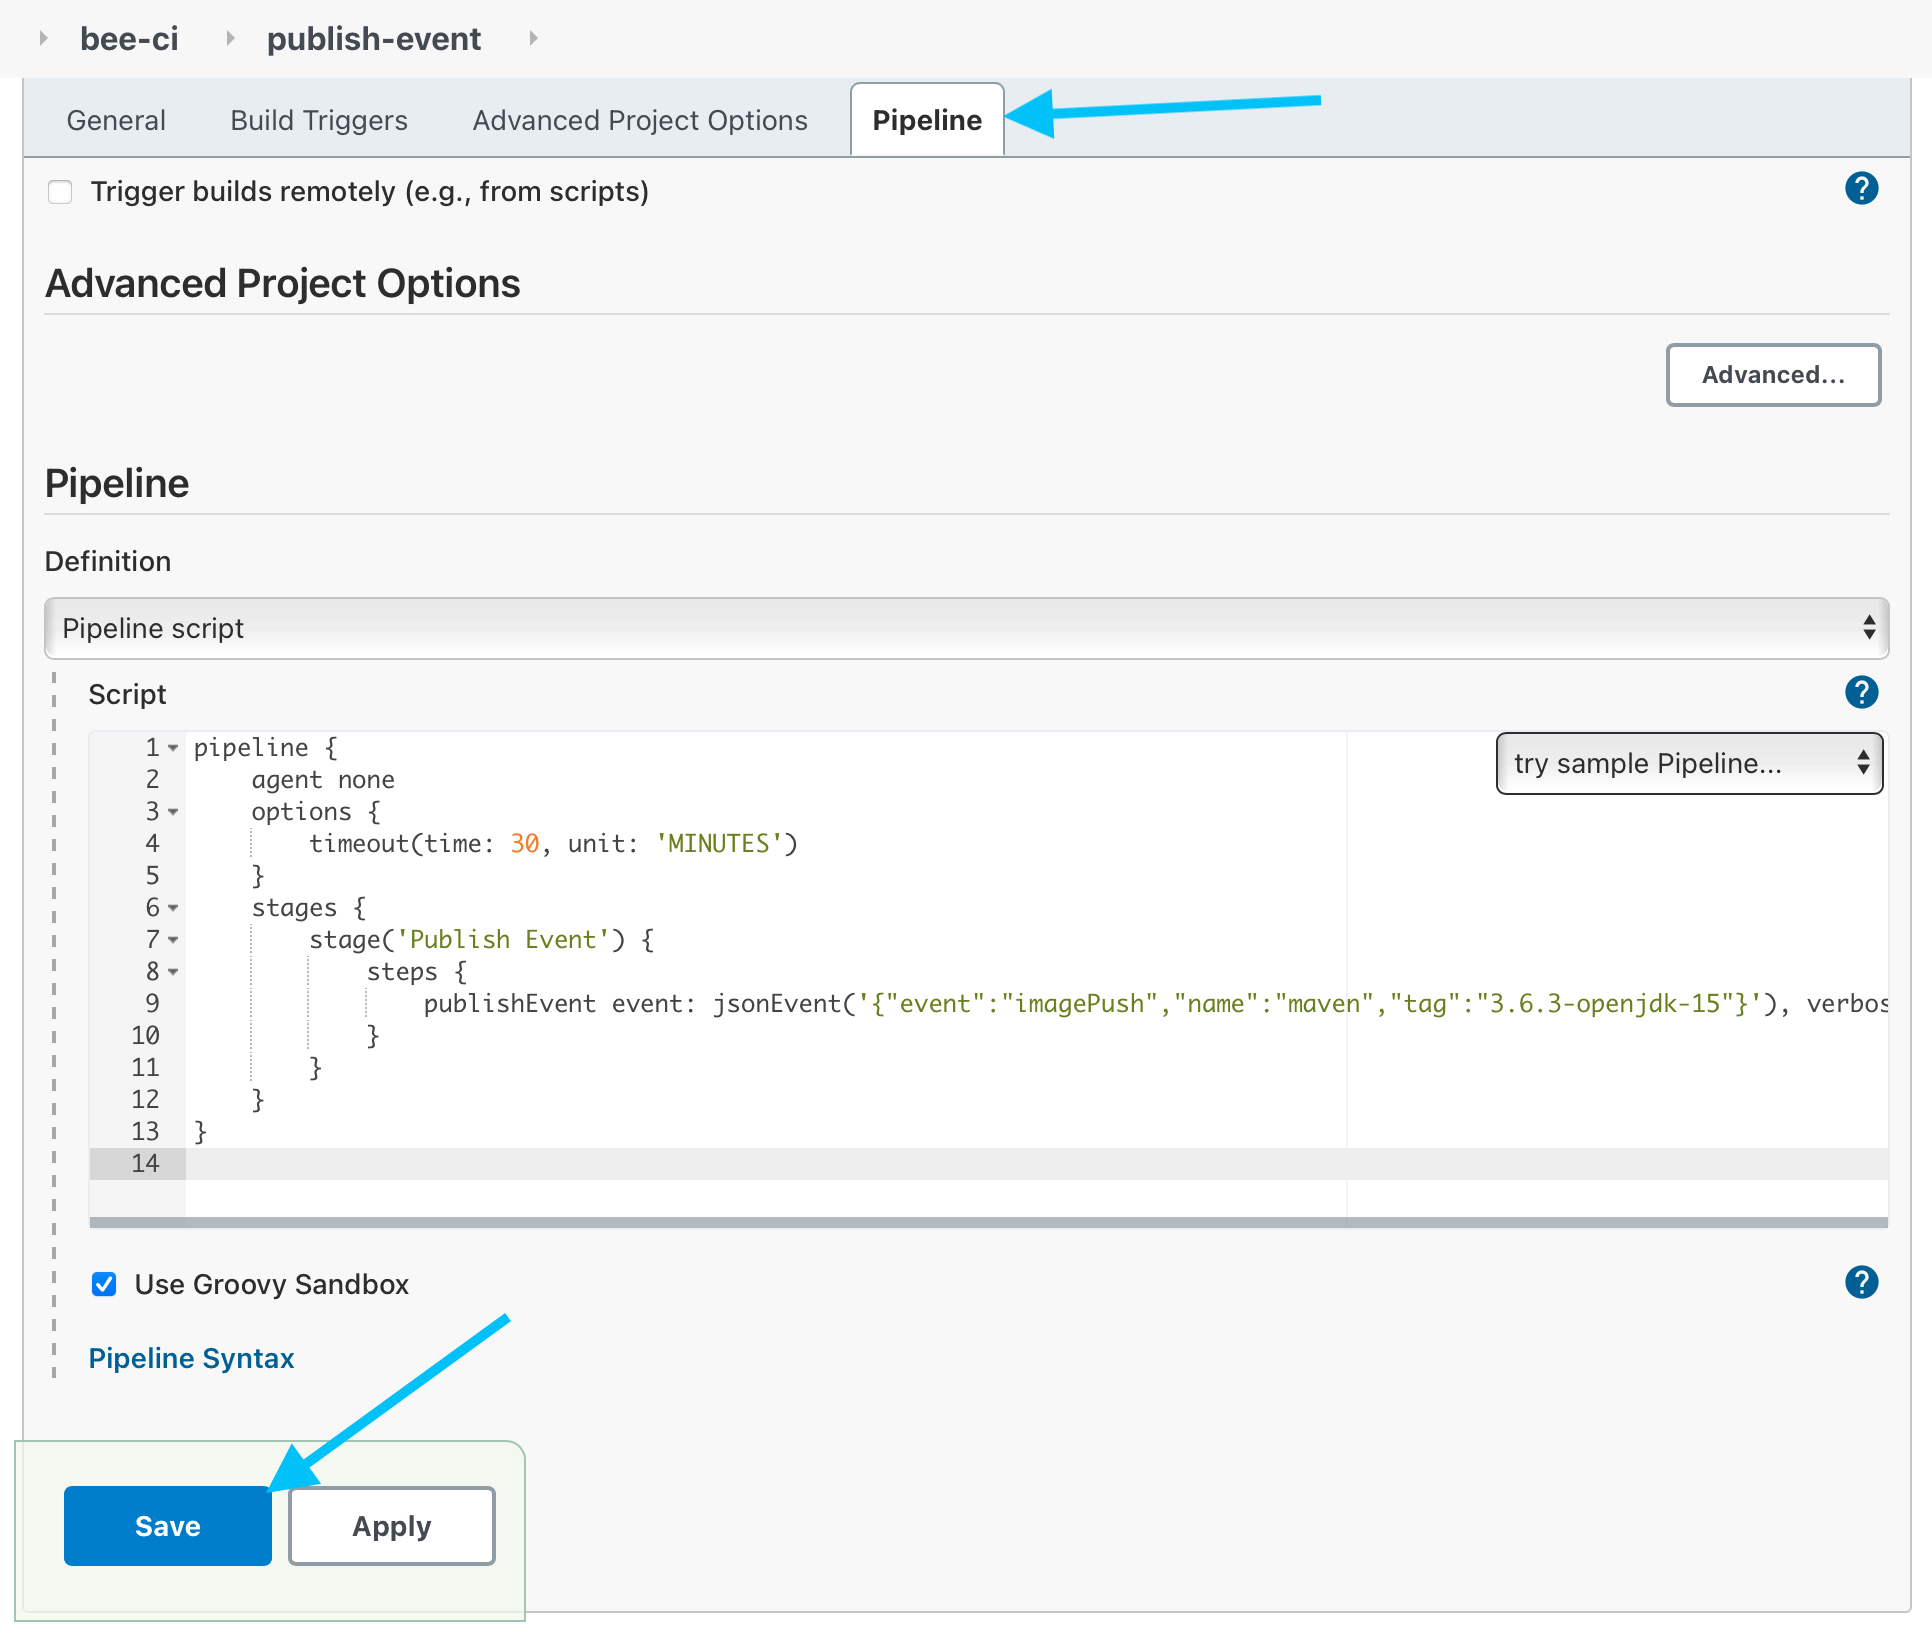 bee-ci publish-event
General Build Triggers Advanced Project Options Pipeline
Trigger builds remotely (e.g., from scripts) ?
Advanced Project Options
Advanced...
Pipeline
Definition
Pipeline script
Script ?
try sample Pipeline...
1 pipeline {
2     agent none
3     options {
4         timeout(time: 30, unit: 'MINUTES')
5     }
6     stages {
7         stage('Publish Event') {
8             steps {
9                 publishEvent event: jsonEvent('{"event":"imagePush","name":"maven","tag":"3.6.3-openjdk-15"}'), verbos
10             }
11         }
12     }
13 }
14
Use Groovy Sandbox ?
Pipeline Syntax
Save Apply